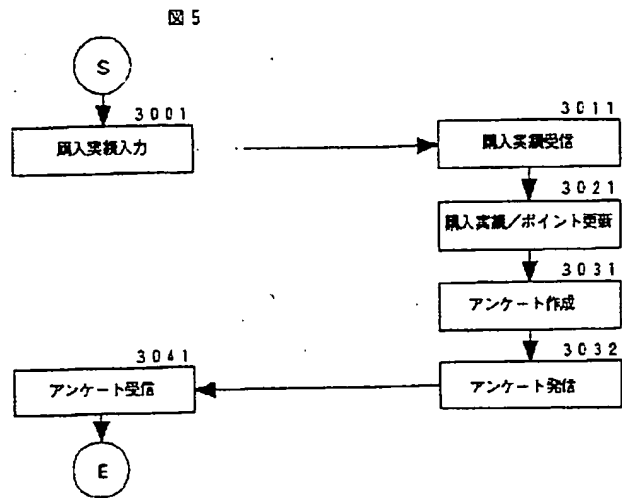 図5
S
3001
購入実績入力
3011
購入実績受信
3021
購入実績／ポイント更新
3031
アンケート作成
3032
アンケート発信
3041
アンケート受信
E